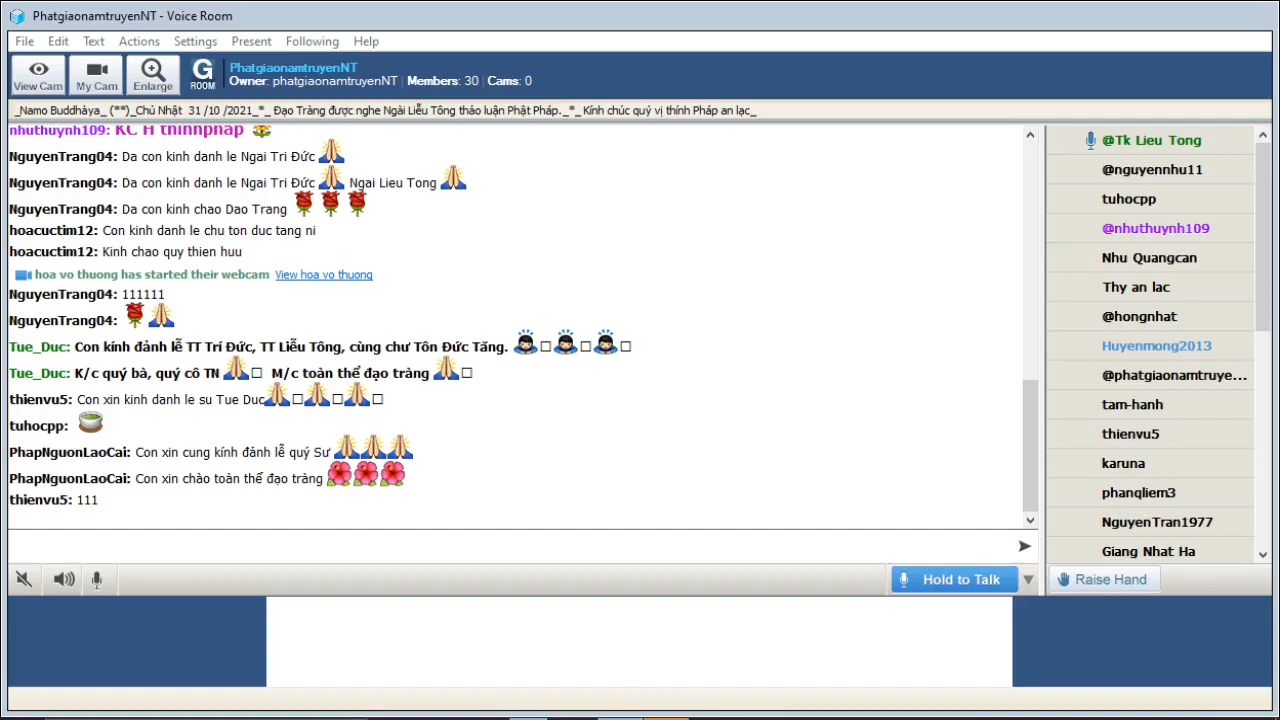 PhatgiaonamtruyenNT - Voice Room
File Edit Text Actions Settings Present Following Help
View Cam My Cam Enlarge G ROOM
PhatgiaonamtruyenNT
Owner: phatgiaonamtruyenNT | Members: 30 | Cams: 0
_Namo Buddhàya_ (**)_Chủ Nhật 31 /10 /2021_*_ Đạo Tràng được nghe Ngài Liễu Tông thảo luận Phật Pháp._*_ Kính chúc quý vị thính Pháp an lạc_
nhuthuynh109: KC H thinhphap
NguyenTrang04: Da con kinh danh le Ngai Tri Đức
NguyenTrang04: Da con kinh danh le Ngai Tri Đức Ngai Lieu Tong
NguyenTrang04: Da con kinh chao Dao Trang
hoacuctim12: Con kinh danh le chu ton duc tang ni
hoacuctim12: Kinh chao quy thien huu
hoa vo thuong has started their webcam View hoa vo thuong
NguyenTrang04: 111111
NguyenTrang04:
Tue_Duc: Con kính đảnh lễ TT Trí Đức, TT Liễu Tông, cùng chư Tôn Đức Tăng.
Tue_Duc: K/c quý bà, quý cô TN M/c toàn thể đạo tràng
thienvu5: Con xin kinh danh le su Tue Duc
tuhocpp:
PhapNguonLaoCai: Con xin cung kính đảnh lễ quý Sư
PhapNguonLaoCai: Con xin chào toàn thể đạo tràng
thienvu5: 111
@Tk Lieu Tong
@nguyennhu11
tuhocpp
@nhuthuynh109
Nhu Quangcan
Thy an lac
@hongnhat
Huyenmong2013
@phatgiaonamtruye...
tam-hanh
thienvu5
karuna
phanqliem3
NguyenTran1977
Giang Nhat Ha
Hold to Talk
Raise Hand